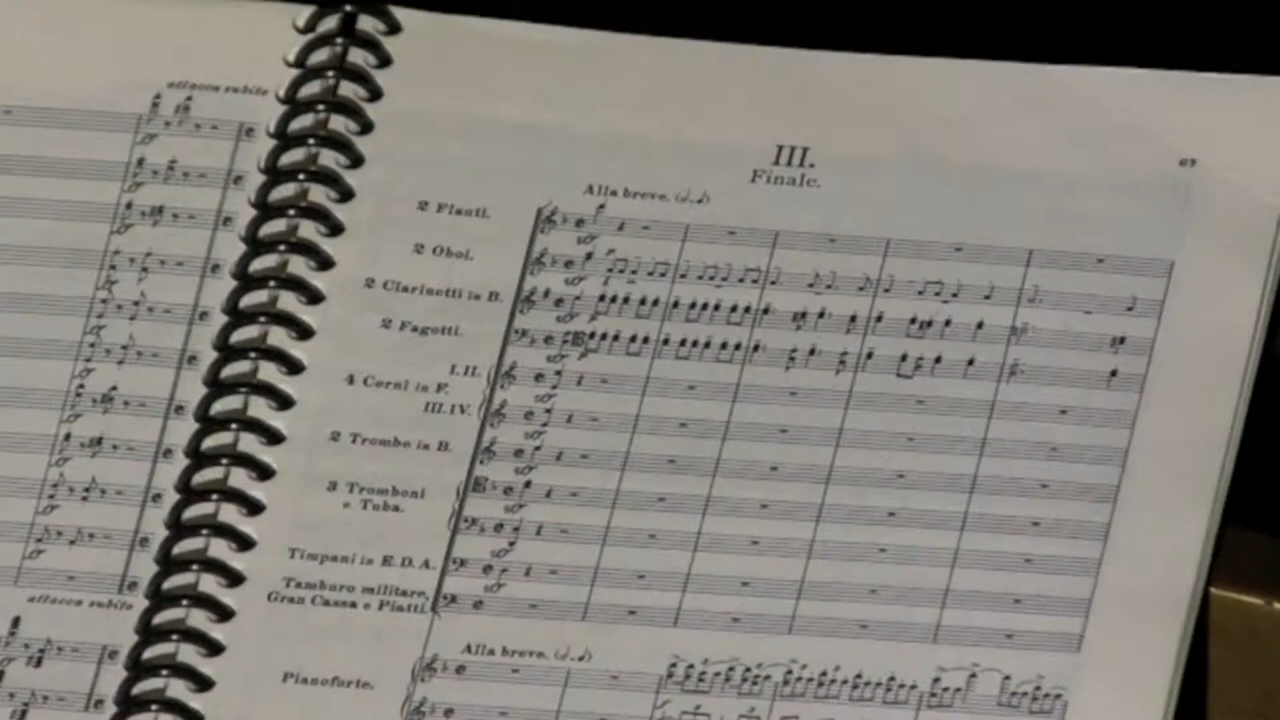 attacca subito
attacca subito
III.
67
Finale.
Alla breve.
2 Flauti.
2 Oboi.
2 Clarinetti in B.
2 Fagotti.
I.II.
4 Corni in F.
III.IV.
2 Trombe in B.
3 Tromboni
e Tuba.
Timpani in E.D.A.
Tamburo militare,
Gran Cassa e Piatti.
Alla breve.
Pianoforte.